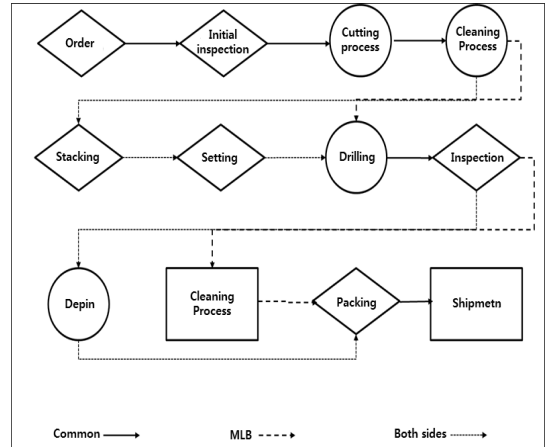 Order
Initial
inspection
Cutting
process
Cleaning
Process
Stacking
Setting
Drilling
Inspection
Depin
Cleaning
Process
Packing
Shipmetn
Common
MLB
Both sides